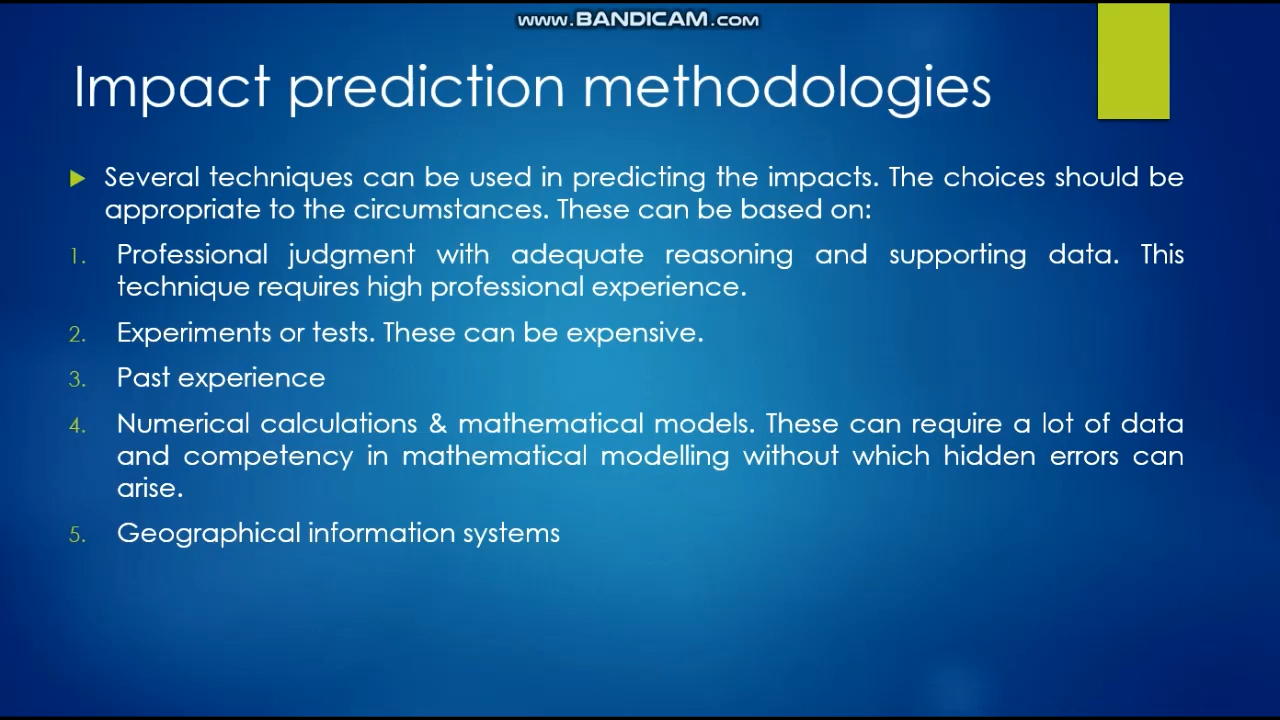 www.BANDICAM.com
Impact prediction methodologies
Several techniques can be used in predicting the impacts. The choices should be
appropriate to the circumstances. These can be based on:
1. Professional judgment with adequate reasoning and supporting data. This
technique requires high professional experience.
2. Experiments or tests. These can be expensive.
3. Past experience
4. Numerical calculations & mathematical models. These can require a lot of data
and competency in mathematical modelling without which hidden errors can
arise.
5. Geographical information systems